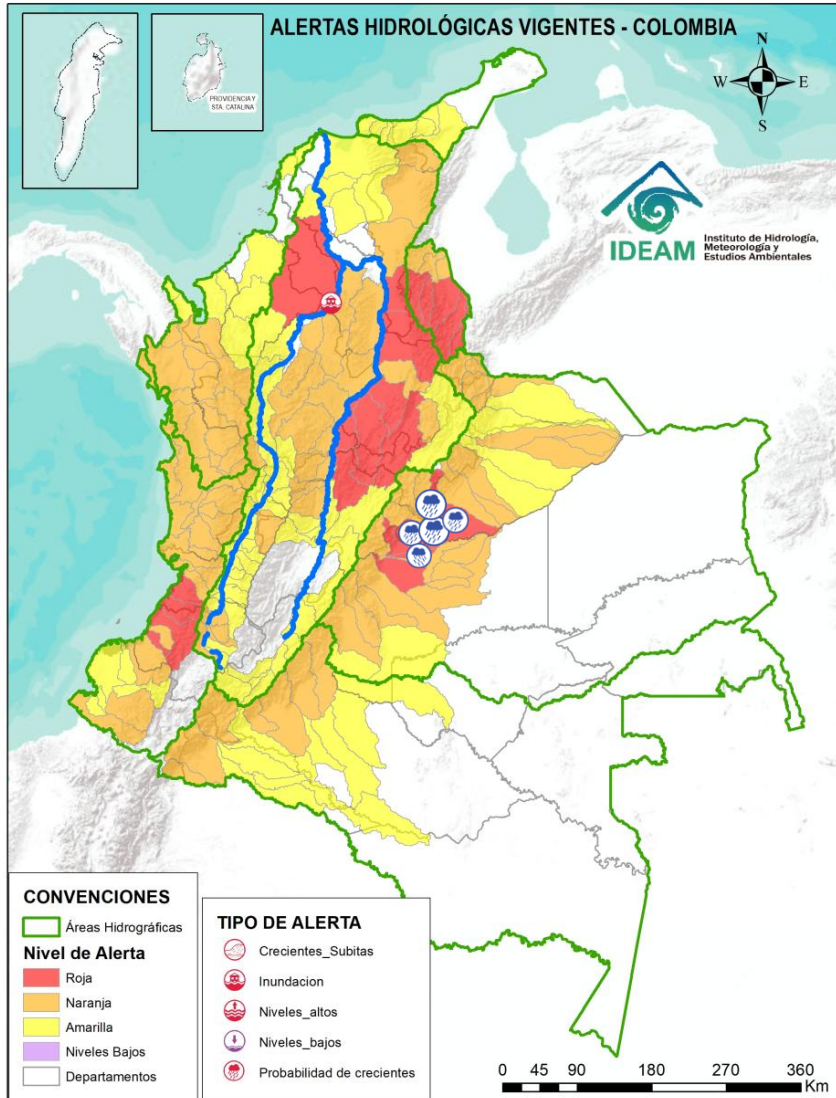 ALERTAS HIDROLÓGICAS VIGENTES - COLOMBIA
PROVIDENCIA Y
STA. CATALINA
N
W
E
S
IDEAM
Instituto de Hidrología,
Meteorología y
Estudios Ambientales
CONVENCIONES
Áreas Hidrográficas
Nivel de Alerta
Roja
Naranja
Amarilla
Niveles Bajos
Departamentos
TIPO DE ALERTA
Crecientes_Subitas
Inundacion
Niveles_altos
Niveles_bajos
Probabilidad de crecientes
0 45 90 180 270 360
Km